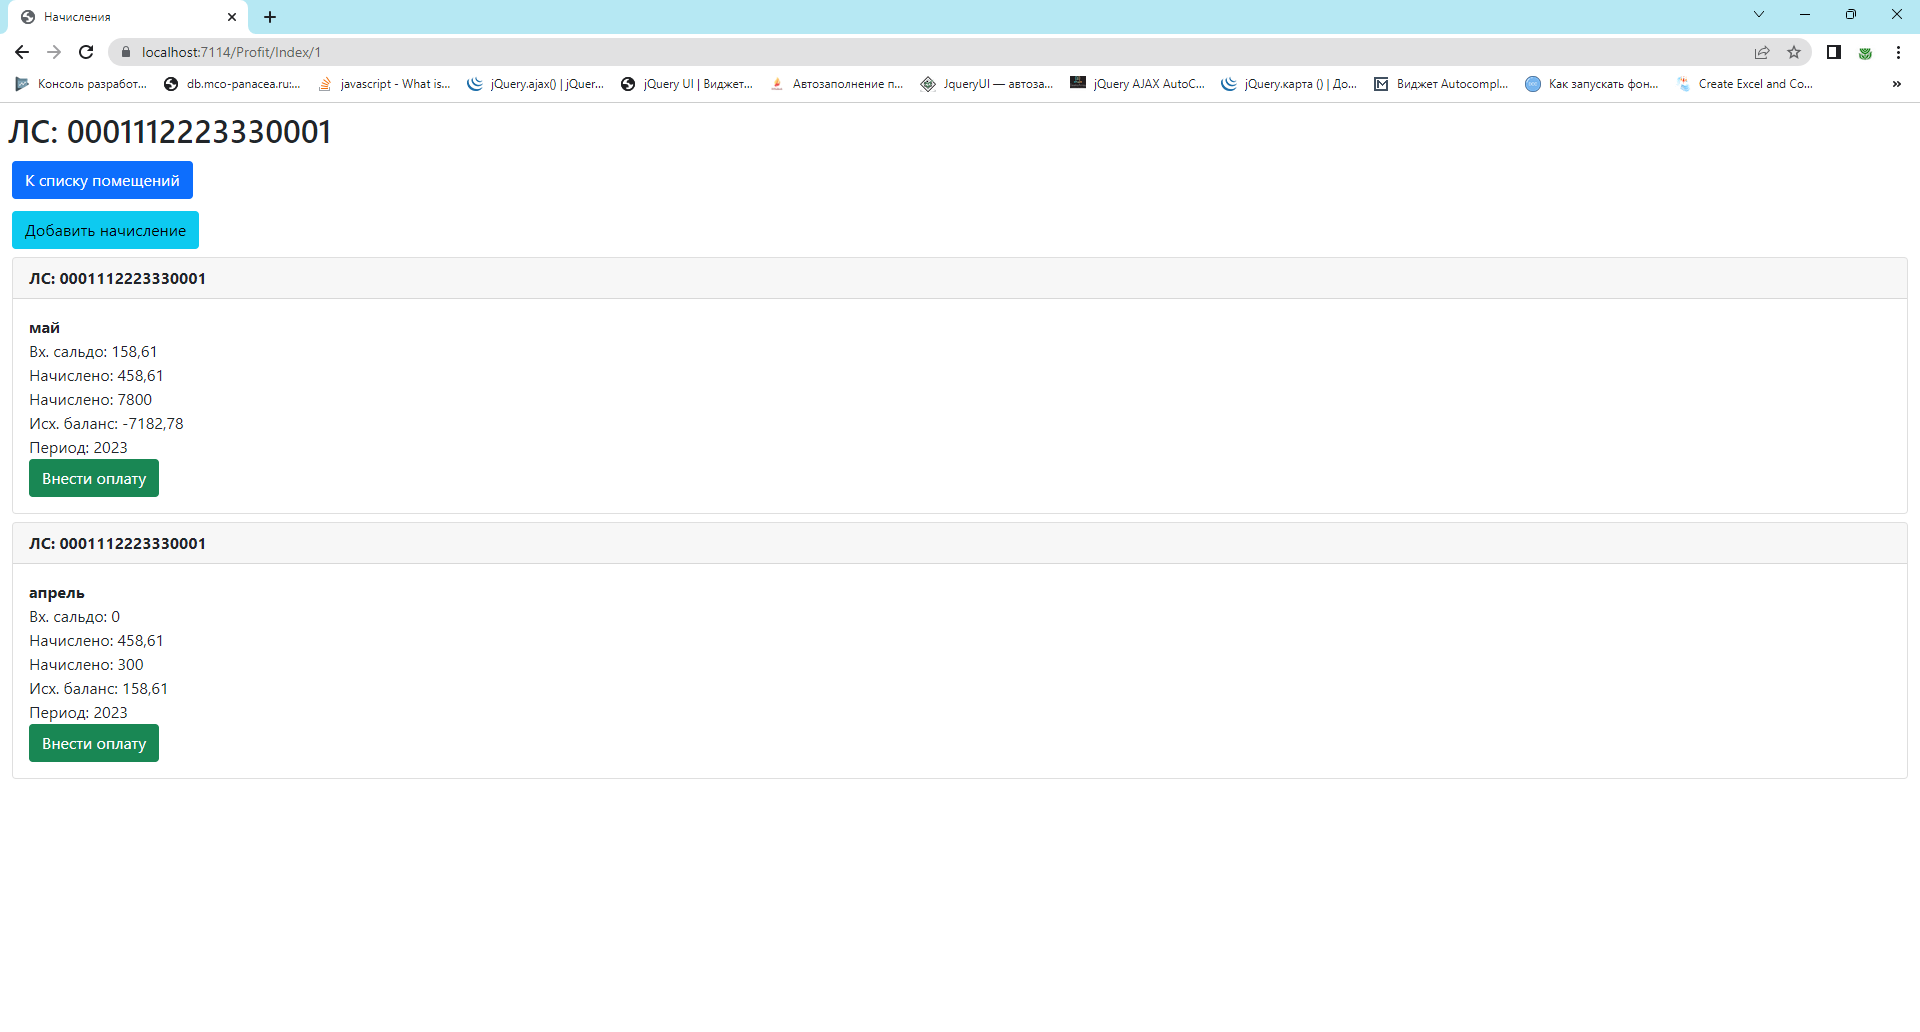 Начисления
localhost:7114/Profit/Index/1
Консоль разработ...
db.mco-panacea.ru:...
javascript - What is...
jQuery.ajax() | jQuer...
jQuery UI | Виджет...
Автозаполнение п...
JqueryUI — автоза...
jQuery AJAX AutoC...
jQuery.карта () | До...
Виджет Autocompl...
Как запускать фон...
Create Excel and Co...
ЛС: 0001112223330001
К списку помещений
Добавить начисление
ЛС: 0001112223330001
май
Вх. сальдо: 158,61
Начислено: 458,61
Начислено: 7800
Исх. баланс: -7182,78
Период: 2023
Внести оплату
ЛС: 0001112223330001
апрель
Вх. сальдо: 0
Начислено: 458,61
Начислено: 300
Исх. баланс: 158,61
Период: 2023
Внести оплату